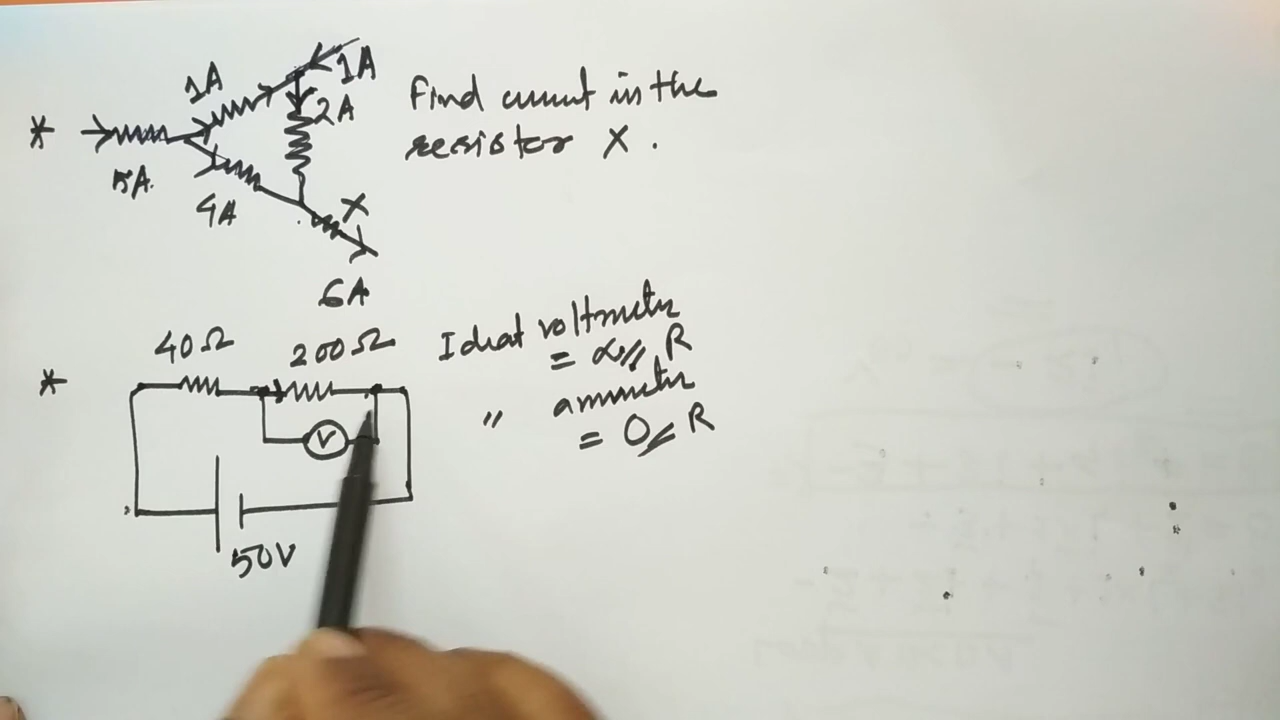 * 1A 1A
2A
5A.
4A
X
6A
Find current in the
resistor X.
* 40Ω 200Ω
V
50V
Ideal voltmeter
= ∝ R
" ammeter
= 0 R